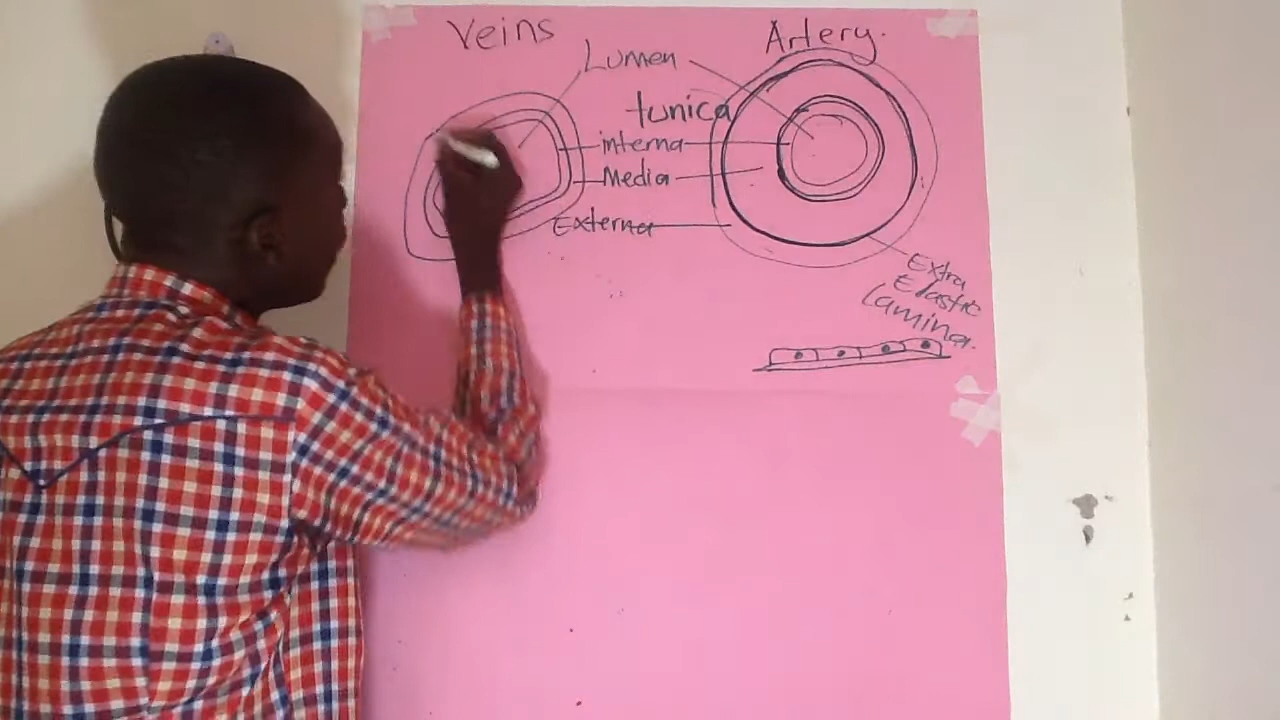 Veins
Artery.
Lumen
tunica
interna
Media
Externa
Extra
Elastic
Lamina.